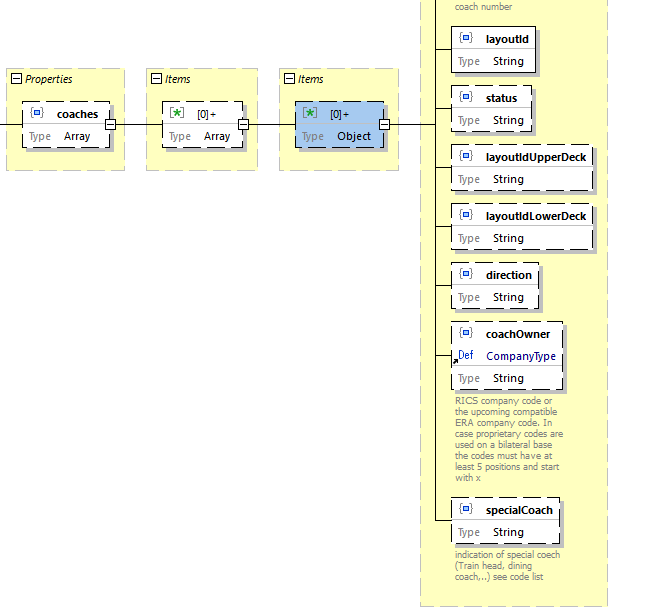 coach number
layoutId
Type String
Properties
Items
Items
coaches
Type Array
[0]+
Type Array
[0]+
Type Object
status
Type String
layoutIdUpperDeck
Type String
layoutIdLowerDeck
Type String
direction
Type String
coachOwner
Def CompanyType
Type String
RICS company code or
the upcoming compatible
ERA company code. In
case proprietary codes are
used on a bilateral base
the codes must have at
least 5 positions and start
with x
specialCoach
Type String
indication of special coech
(Train head, dining
coach,..) see code list